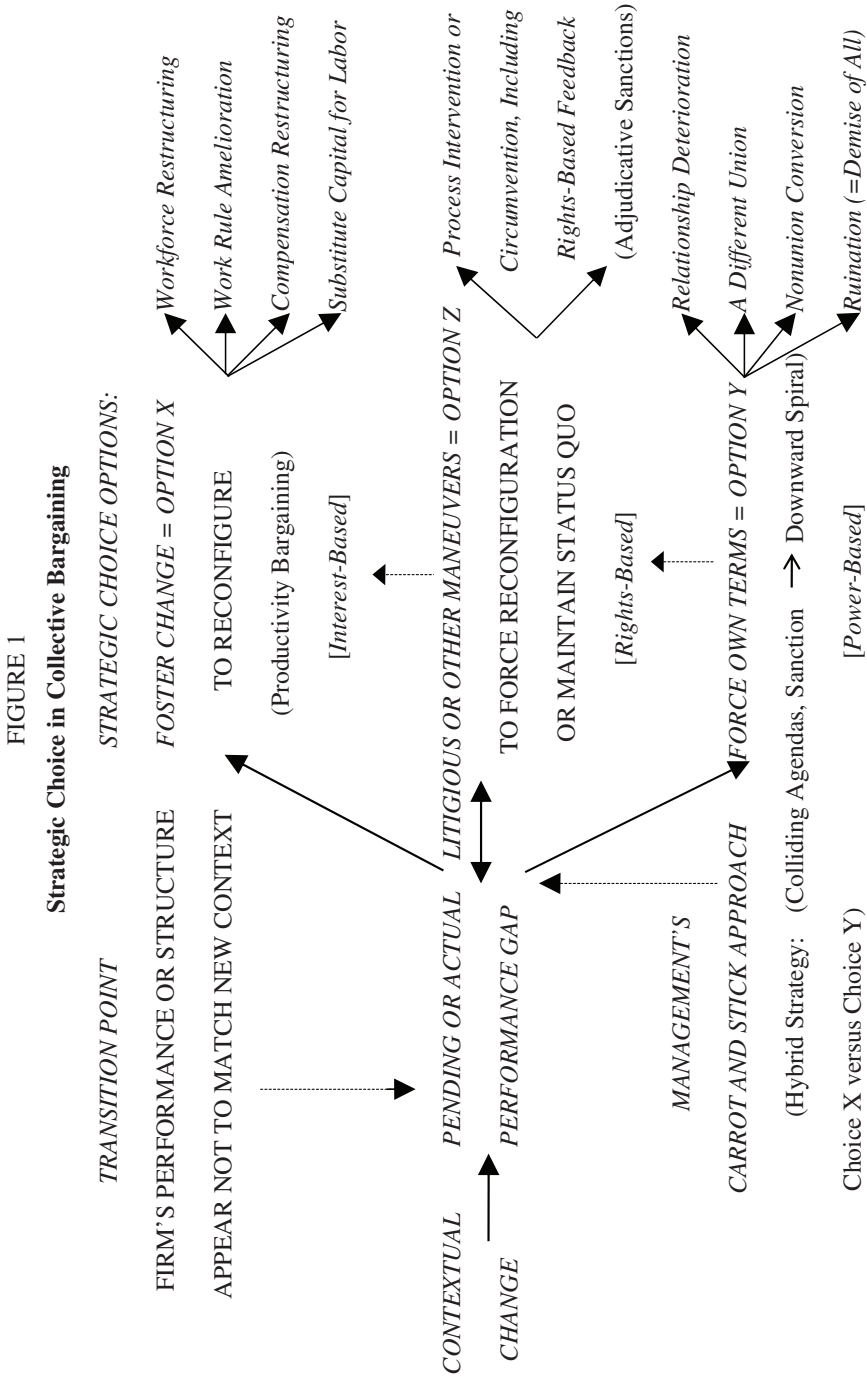 FIGURE 1
Strategic Choice in Collective Bargaining
TRANSITION POINT
FIRM'S PERFORMANCE OR STRUCTURE
APPEAR NOT TO MATCH NEW CONTEXT
CONTEXTUAL
CHANGE
PENDING OR ACTUAL
PERFORMANCE GAP
MANAGEMENT'S
CARROT AND STICK APPROACH
(Hybrid Strategy:
Choice X versus Choice Y)
STRATEGIC CHOICE OPTIONS:
FOSTER CHANGE = OPTION X
TO RECONFIGURE
(Productivity Bargaining)
[Interest-Based]
Workforce Restructuring
Work Rule Amelioration
Compensation Restructuring
Substitute Capital for Labor
LITIGIOUS OR OTHER MANEUVERS = OPTION Z
TO FORCE RECONFIGURATION
OR MAINTAIN STATUS QUO
[Rights-Based]
Process Intervention or
Circumvention, Including
Rights-Based Feedback
(Adjudicative Sanctions)
FORCE OWN TERMS = OPTION Y
(Colliding Agendas, Sanction → Downward Spiral)
[Power-Based]
Relationship Deterioration
A Different Union
Nonunion Conversion
Ruination (=Demise of All)